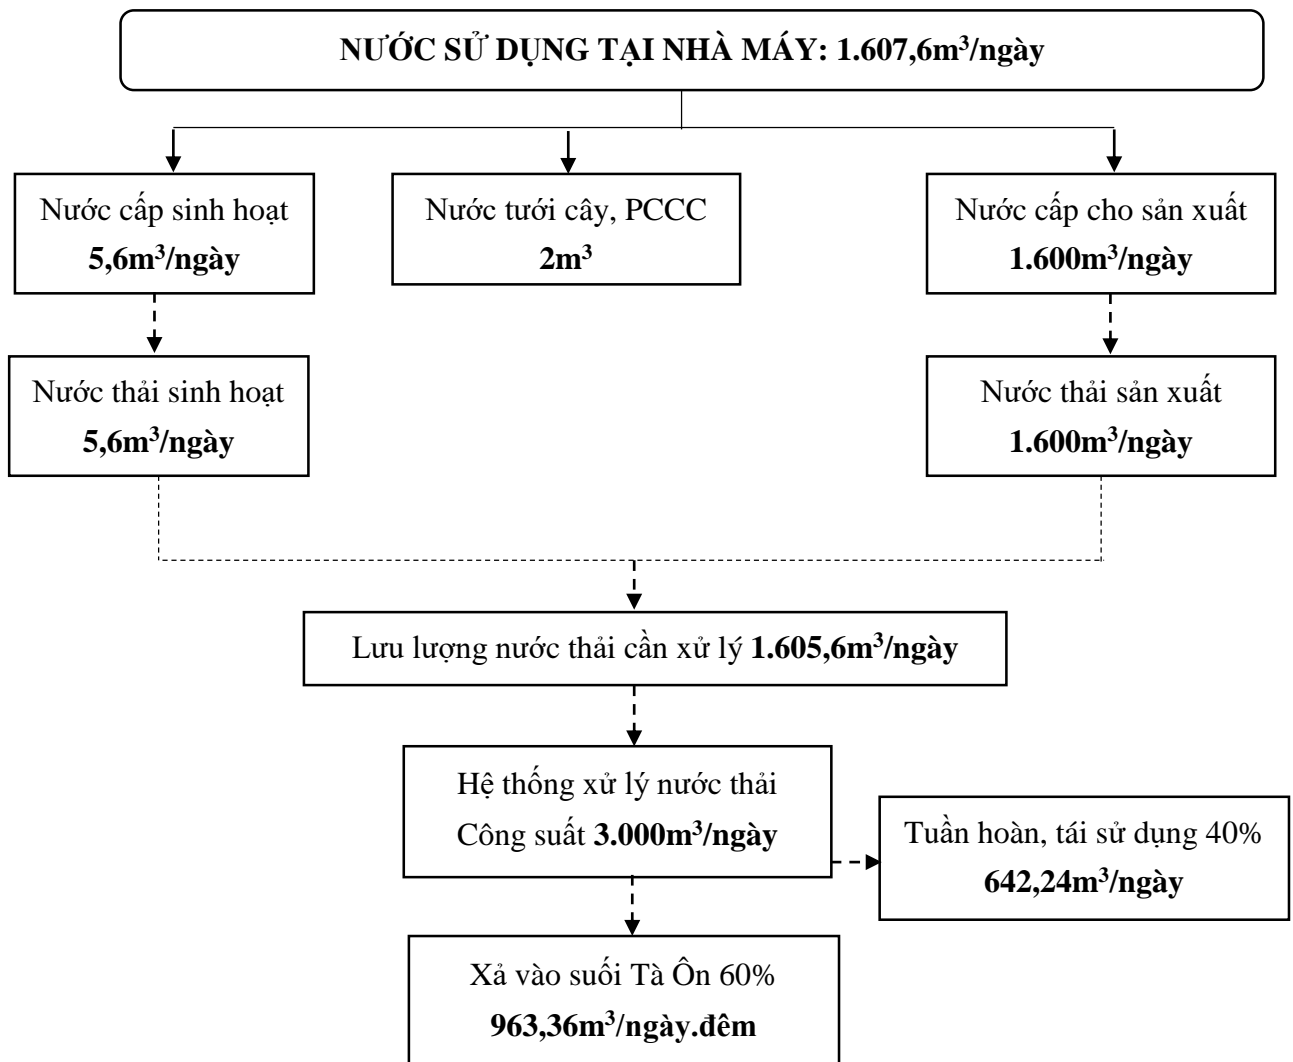 NƯỚC SỬ DỤNG TẠI NHÀ MÁY: 1.607,6m³/ngày
Nước cấp sinh hoạt
5,6m³/ngày
Nước tưới cây, PCCC
2m³
Nước cấp cho sản xuất
1.600m³/ngày
Nước thải sinh hoạt
5,6m³/ngày
Nước thải sản xuất
1.600m³/ngày
Lưu lượng nước thải cần xử lý 1.605,6m³/ngày
Hệ thống xử lý nước thải
Công suất 3.000m³/ngày
Tuần hoàn, tái sử dụng 40%
642,24m³/ngày
Xả vào suối Tà Ôn 60%
963,36m³/ngày.đêm